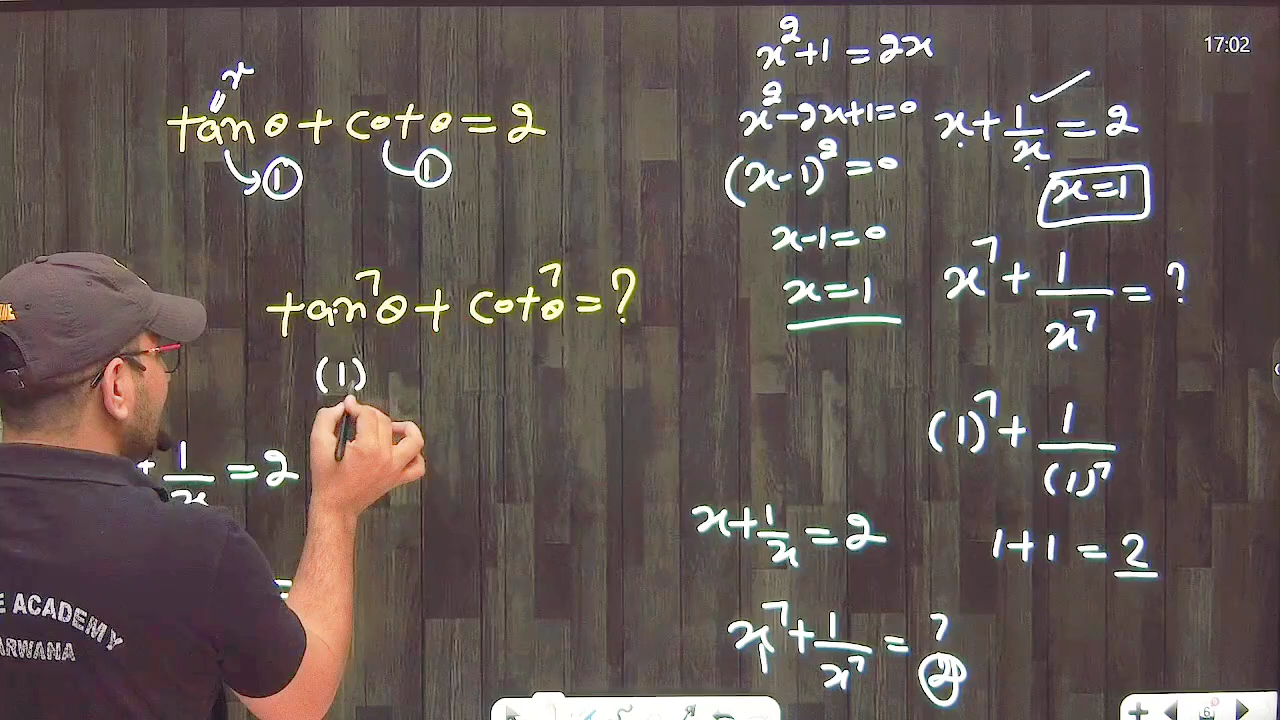 17:02
x
tanθ + cotθ = 2
1 1
tan⁷θ + cot⁷θ = ?
(1)
+ 1/x = 2
x² + 1 = 2x
x² - 2x + 1 = 0
(x-1)² = 0
x-1 = 0
x = 1
x + 1/x = 2
x = 1
x⁷ + 1/x⁷ = ?
(1)⁷ + 1/(1)⁷
1 + 1 = 2
x + 1/x = 2
x⁷ + 1/x⁷ = ?
2
E ACADEMY
ARWANA